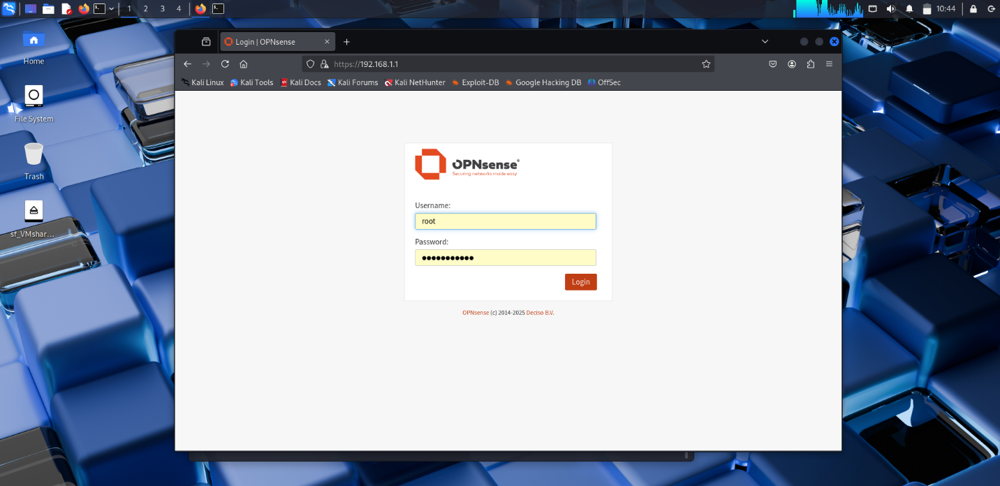 1 2 3 4
10:44
Home
File System
Trash
sf_VMshar...
Login | OPNsense
https://192.168.1.1
Kali Linux Kali Tools Kali Docs Kali Forums Kali NetHunter Exploit-DB Google Hacking DB OffSec
OPNsense®
Securing networks made easy
Username:
root
Password:
●●●●●●●●●●●
Login
OPNsense (c) 2014-2025 Deciso B.V.